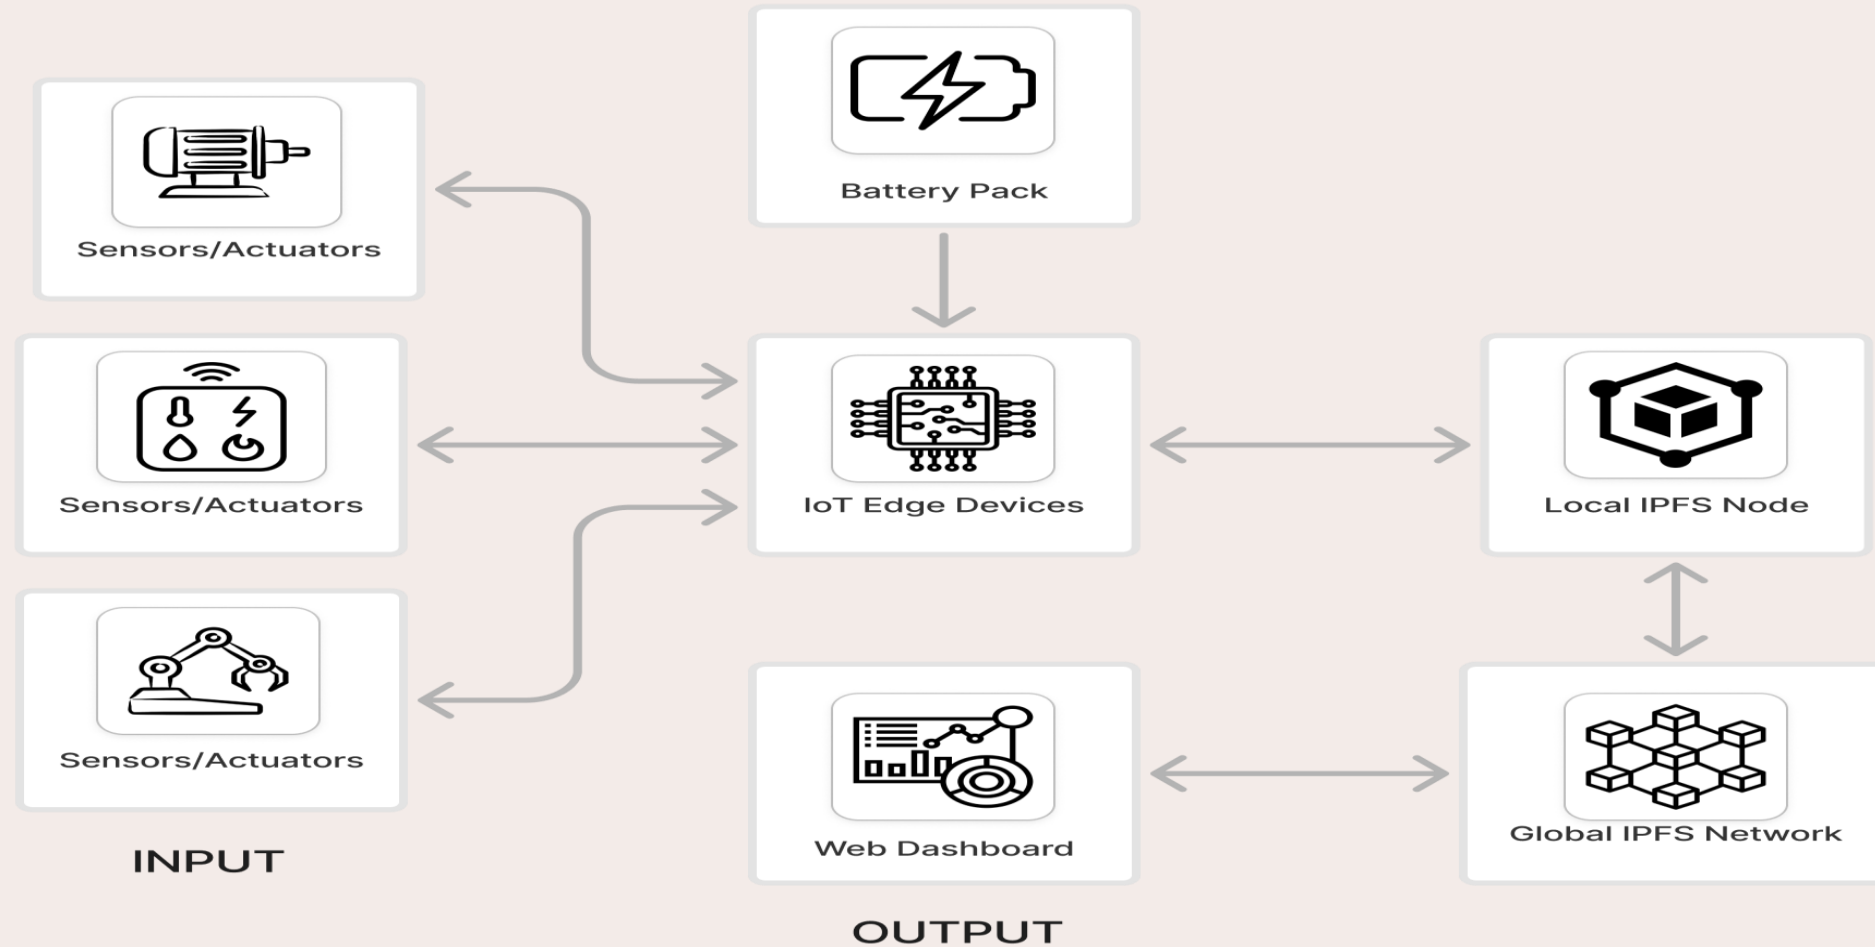 Battery Pack
Sensors/Actuators
Sensors/Actuators
IoT Edge Devices
Local IPFS Node
Sensors/Actuators
Web Dashboard
Global IPFS Network
INPUT
OUTPUT